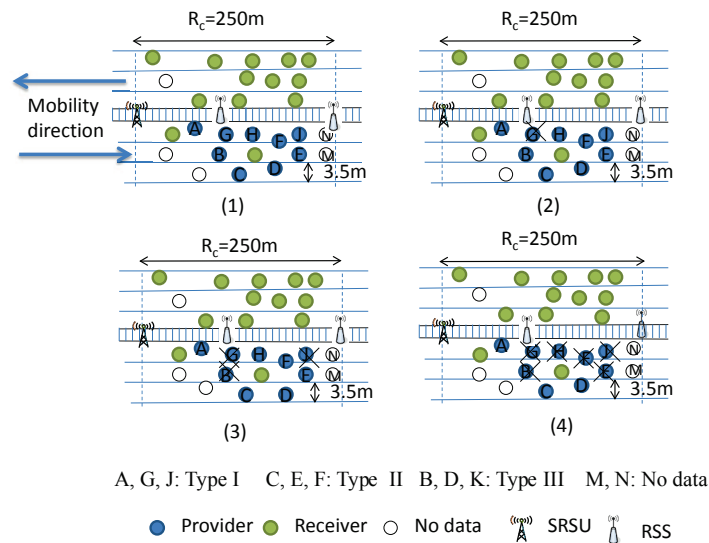 R_c=250m
R_c=250m
Mobility
direction
A
G
H
J
N
F
B
E
M
D
C
3.5m
(1)
A
G
H
J
N
F
B
E
M
D
C
3.5m
(2)
R_c=250m
R_c=250m
A
G
H
J
N
F
B
E
M
C
D
3.5m
(3)
A
G
H
J
N
F
B
E
M
D
C
3.5m
(4)
A, G, J: Type I C, E, F: Type II B, D, K: Type III M, N: No data
Provider Receiver No data SRSU RSS